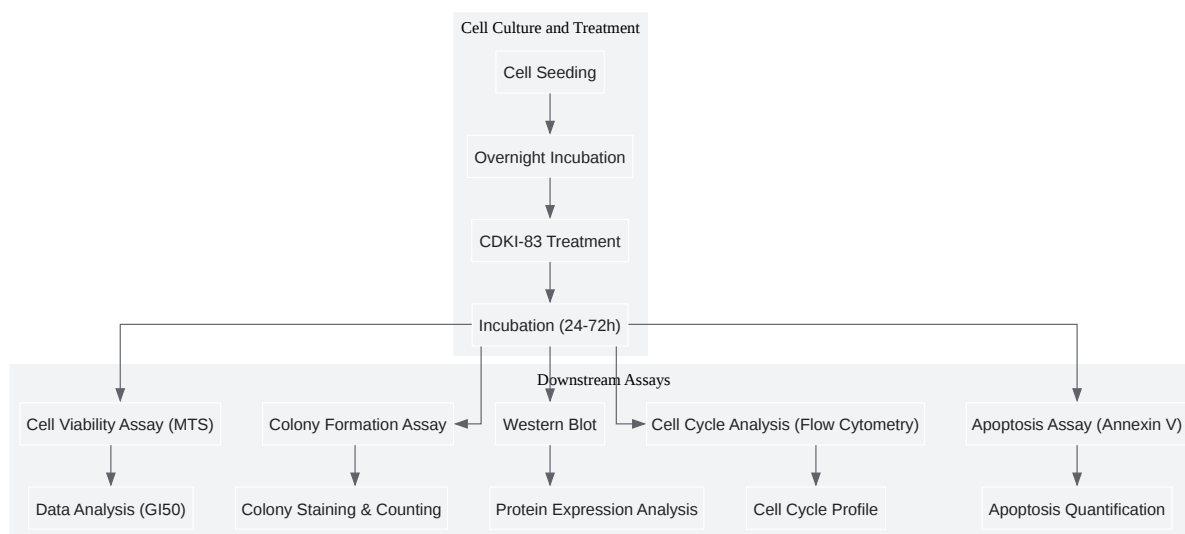 Cell Culture and Treatment
Cell Seeding
Overnight Incubation
CDKI-83 Treatment
Incubation (24-72h)
Downstream Assays
Cell Viability Assay (MTS)
Colony Formation Assay
Western Blot
Cell Cycle Analysis (Flow Cytometry)
Apoptosis Assay (Annexin V)
Data Analysis (GI50)
Colony Staining & Counting
Protein Expression Analysis
Cell Cycle Profile
Apoptosis Quantification